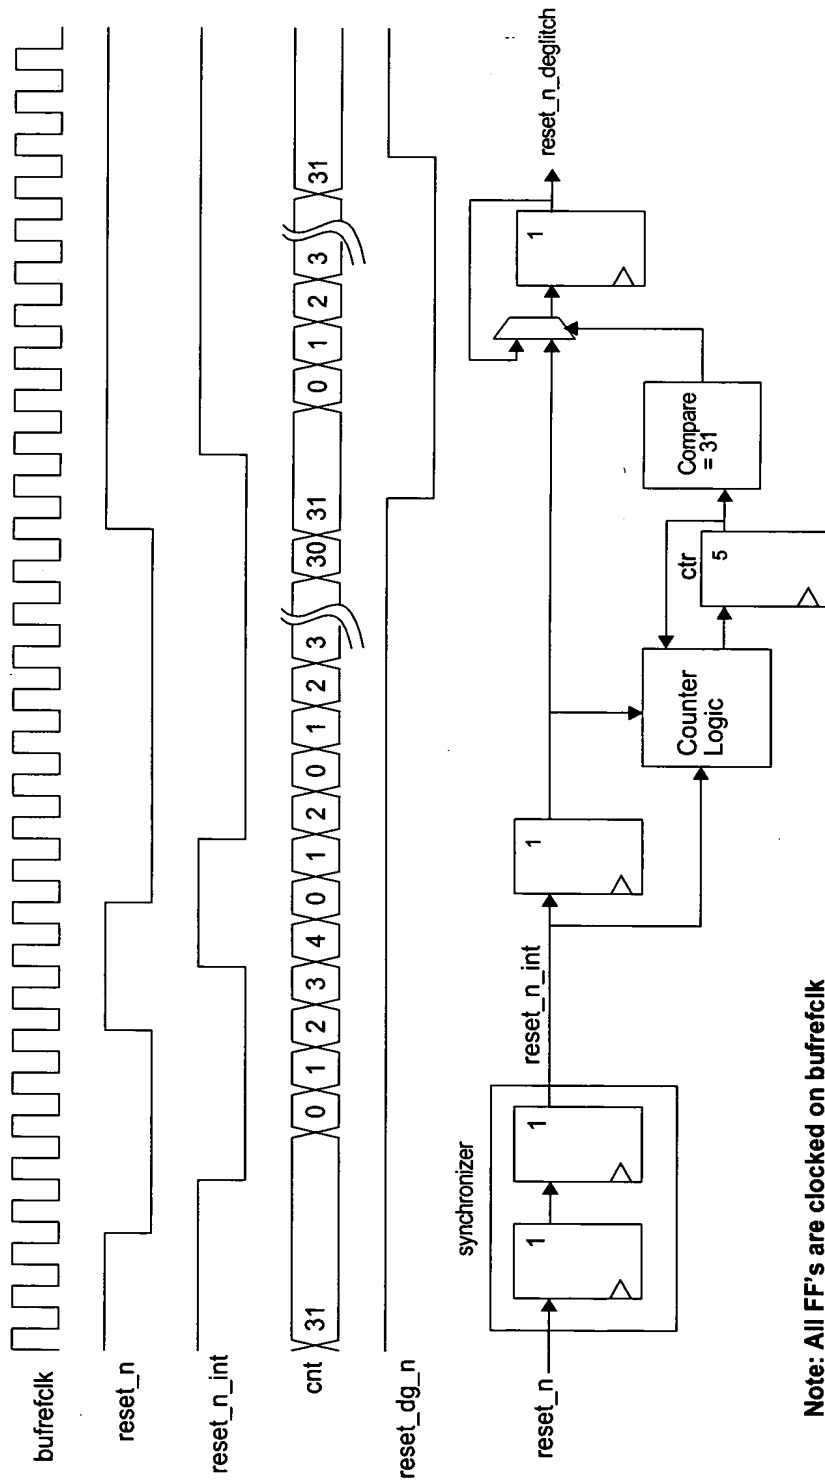 bufrefclk
reset_n
reset_n_int
cnt 31 0 1 2 3 4 0 1 2 0 1 2 3 30 31 0 1 2 3 31
reset_dg_n
synchronizer
reset_n
1
1
reset_n_int
1
Counter
Logic
ctr
5
Compare
= 31
1
reset_n_deglitch
Note: All FF's are clocked on bufrefclk